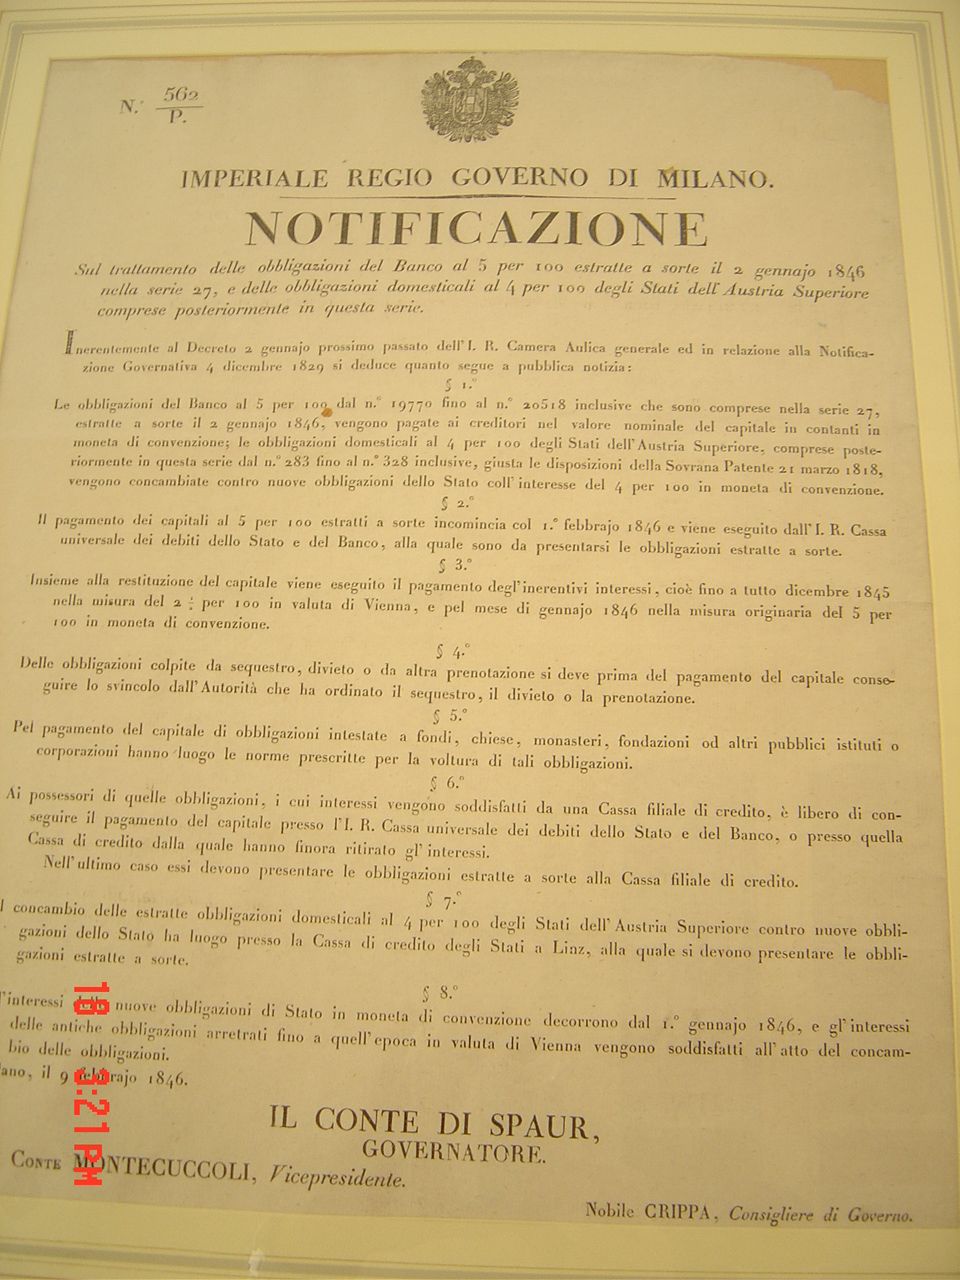 N.° 562
P.
IMPERIALE REGIO GOVERNO DI MILANO.
NOTIFICAZIONE
Sul trattamento delle obbligazioni del Banco al 5 per 100 estratte a sorte il 2 gennajo 1846
nella serie 27, e delle obbligazioni domesticali al 4 per 100 degli Stati dell'Austria Superiore
comprese posteriormente in questa serie.
Inerentemente al Decreto 2 gennajo prossimo passato dell'I. R. Camera Aulica generale ed in relazione alla Notifica-
zione Governativa 4 dicembre 1829 si deduce quanto segue a pubblica notizia:
§ 1.°
Le obbligazioni del Banco al 5 per 100 dal n.° 19770 fino al n.° 20518 inclusive che sono comprese nella serie 27,
estratte a sorte il 2 gennajo 1846, vengono pagate ai creditori nel valore nominale del capitale in contanti in
moneta di convenzione; le obbligazioni domesticali al 4 per 100 degli Stati dell'Austria Superiore, comprese poste-
riormente in questa serie dal n.° 283 fino al n.° 328 inclusive, giusta le disposizioni della Sovrana Patente 21 marzo 1818,
vengono concambiate contro nuove obbligazioni dello Stato coll'interesse del 4 per 100 in moneta di convenzione.
§ 2.°
Il pagamento dei capitali al 5 per 100 estratti a sorte incomincia col 1.° febbrajo 1846 e viene eseguito dall'I. R. Cassa
universale dei debiti dello Stato e del Banco, alla quale sono da presentarsi le obbligazioni estratte a sorte.
§ 3.°
Insieme alla restituzione del capitale viene eseguito il pagamento degl'inerentivi interessi, cioè fino a tutto dicembre 1845
nella misura del 2 ½ per 100 in valuta di Vienna, e pel mese di gennajo 1846 nella misura originaria del 5 per
100 in moneta di convenzione.
§ 4.°
Delle obbligazioni colpite da sequestro, divieto o da altra prenotazione si deve prima del pagamento del capitale conse-
guire lo svincolo dall'Autorità che ha ordinato il sequestro, il divieto o la prenotazione.
§ 5.°
Pel pagamento del capitale di obbligazioni intestate a fondi, chiese, monasteri, fondazioni od altri pubblici istituti o
corporazioni hanno luogo le norme prescritte per la voltura di tali obbligazioni.
§ 6.°
Ai possessori di quelle obbligazioni, i cui interessi vengono soddisfatti da una Cassa filiale di credito, è libero di con-
seguire il pagamento del capitale presso l'I. R. Cassa universale dei debiti dello Stato e del Banco, o presso quella
Cassa di credito dalla quale hanno finora ritirato gl'interessi.
Nell'ultimo caso essi devono presentare le obbligazioni estratte a sorte alla Cassa filiale di credito.
§ 7.°
l concambio delle estratte obbligazioni domesticali al 4 per 100 degli Stati dell'Austria Superiore contro nuove obbli-
gazioni dello Stato ha luogo presso la Cassa di credito degli Stati a Linz, alla quale si devono presentare le obbli-
gazioni estratte a sorte.
§ 8.°
l'interessi delle nuove obbligazioni di Stato in moneta di convenzione decorrono dal 1.° gennajo 1846, e gl'interessi
delle antiche obbligazioni arretrati fino a quell'epoca in valuta di Vienna vengono soddisfatti all'atto del concam-
bio delle obbligazioni.
ano, il 9 febbrajo 1846.
IL CONTE DI SPAUR,
GOVERNATORE.
CONTE MONTECUCCOLI, Vicepresidente.
Nobile CRIPPA, Consigliere di Governo.
3:21 PM